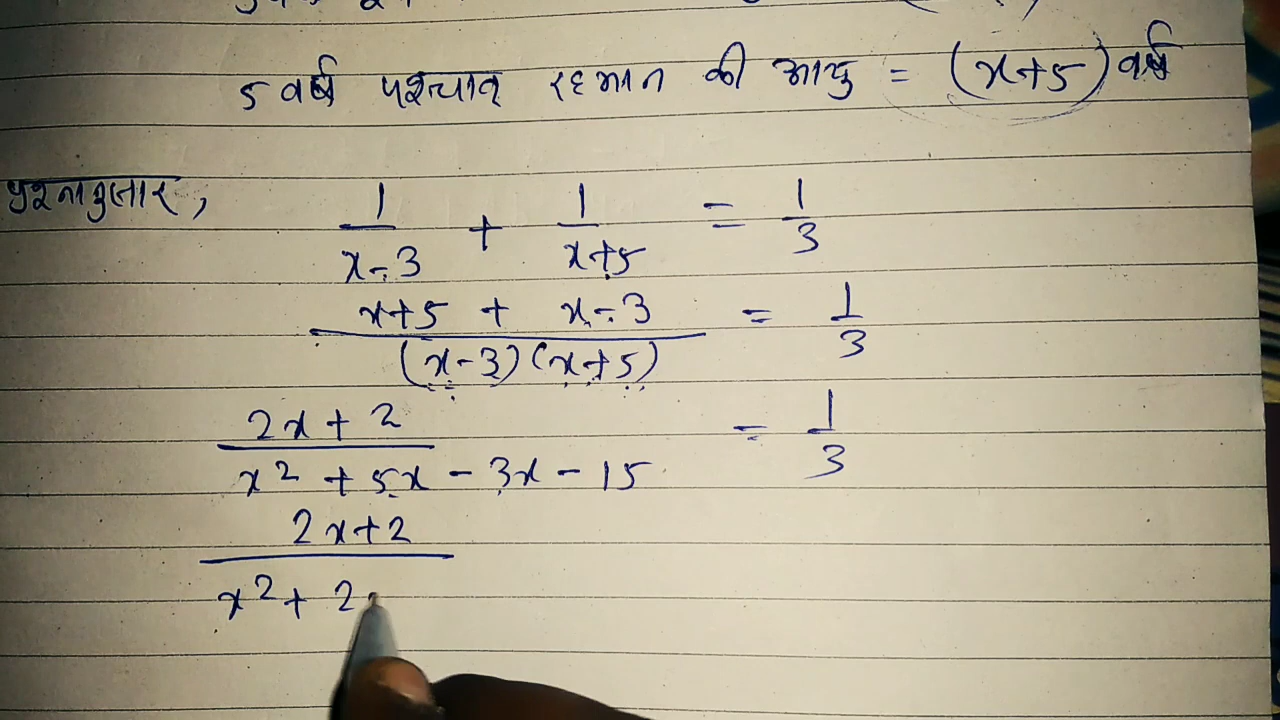 5 वर्ष पश्चात् रहमान की आयु = (x+5) वर्ष
प्रश्नानुसार,
1/(x-3) + 1/(x+5) = 1/3
(x+5 + x-3)/((x-3)(x+5)) = 1/3
(2x+2)/(x² + 5x - 3x - 15) = 1/3
(2x+2)/(x² + 2